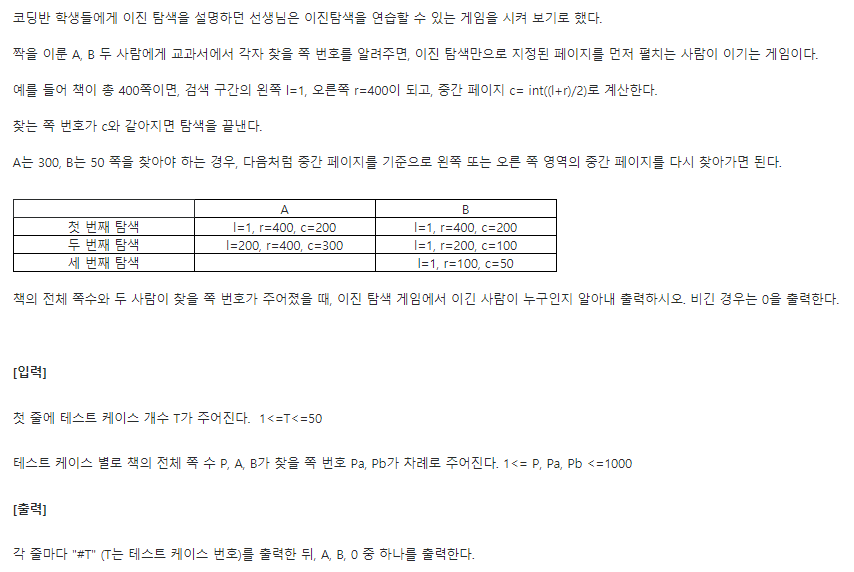 코딩반 학생들에게 이진 탐색을 설명하던 선생님은 이진탐색을 연습할 수 있는 게임을 시켜 보기로 했다.
짝을 이룬 A, B 두 사람에게 교과서에서 각자 찾을 쪽 번호를 알려주면, 이진 탐색만으로 지정된 페이지를 먼저 펼치는 사람이 이기는 게임이다.
예를 들어 책이 총 400쪽이면, 검색 구간의 왼쪽 l=1, 오른쪽 r=400이 되고, 중간 페이지 c= int((l+r)/2)로 계산한다.
찾는 쪽 번호가 c와 같아지면 탐색을 끝낸다.
A는 300, B는 50 쪽을 찾아야 하는 경우, 다음처럼 중간 페이지를 기준으로 왼쪽 또는 오른 쪽 영역의 중간 페이지를 다시 찾아가면 된다.
A B
첫 번째 탐색 l=1, r=400, c=200 l=1, r=400, c=200
두 번째 탐색 l=200, r=400, c=300 l=1, r=200, c=100
세 번째 탐색 l=1, r=100, c=50
책의 전체 쪽수와 두 사람이 찾을 쪽 번호가 주어졌을 때, 이진 탐색 게임에서 이긴 사람이 누구인지 알아내 출력하시오. 비긴 경우는 0을 출력한다.
[입력]
첫 줄에 테스트 케이스 개수 T가 주어진다. 1<=T<=50
테스트 케이스 별로 책의 전체 쪽 수 P, A, B가 찾을 쪽 번호 Pa, Pb가 차례로 주어진다. 1<= P, Pa, Pb <=1000
[출력]
각 줄마다 "#T" (T는 테스트 케이스 번호)를 출력한 뒤, A, B, 0 중 하나를 출력한다.